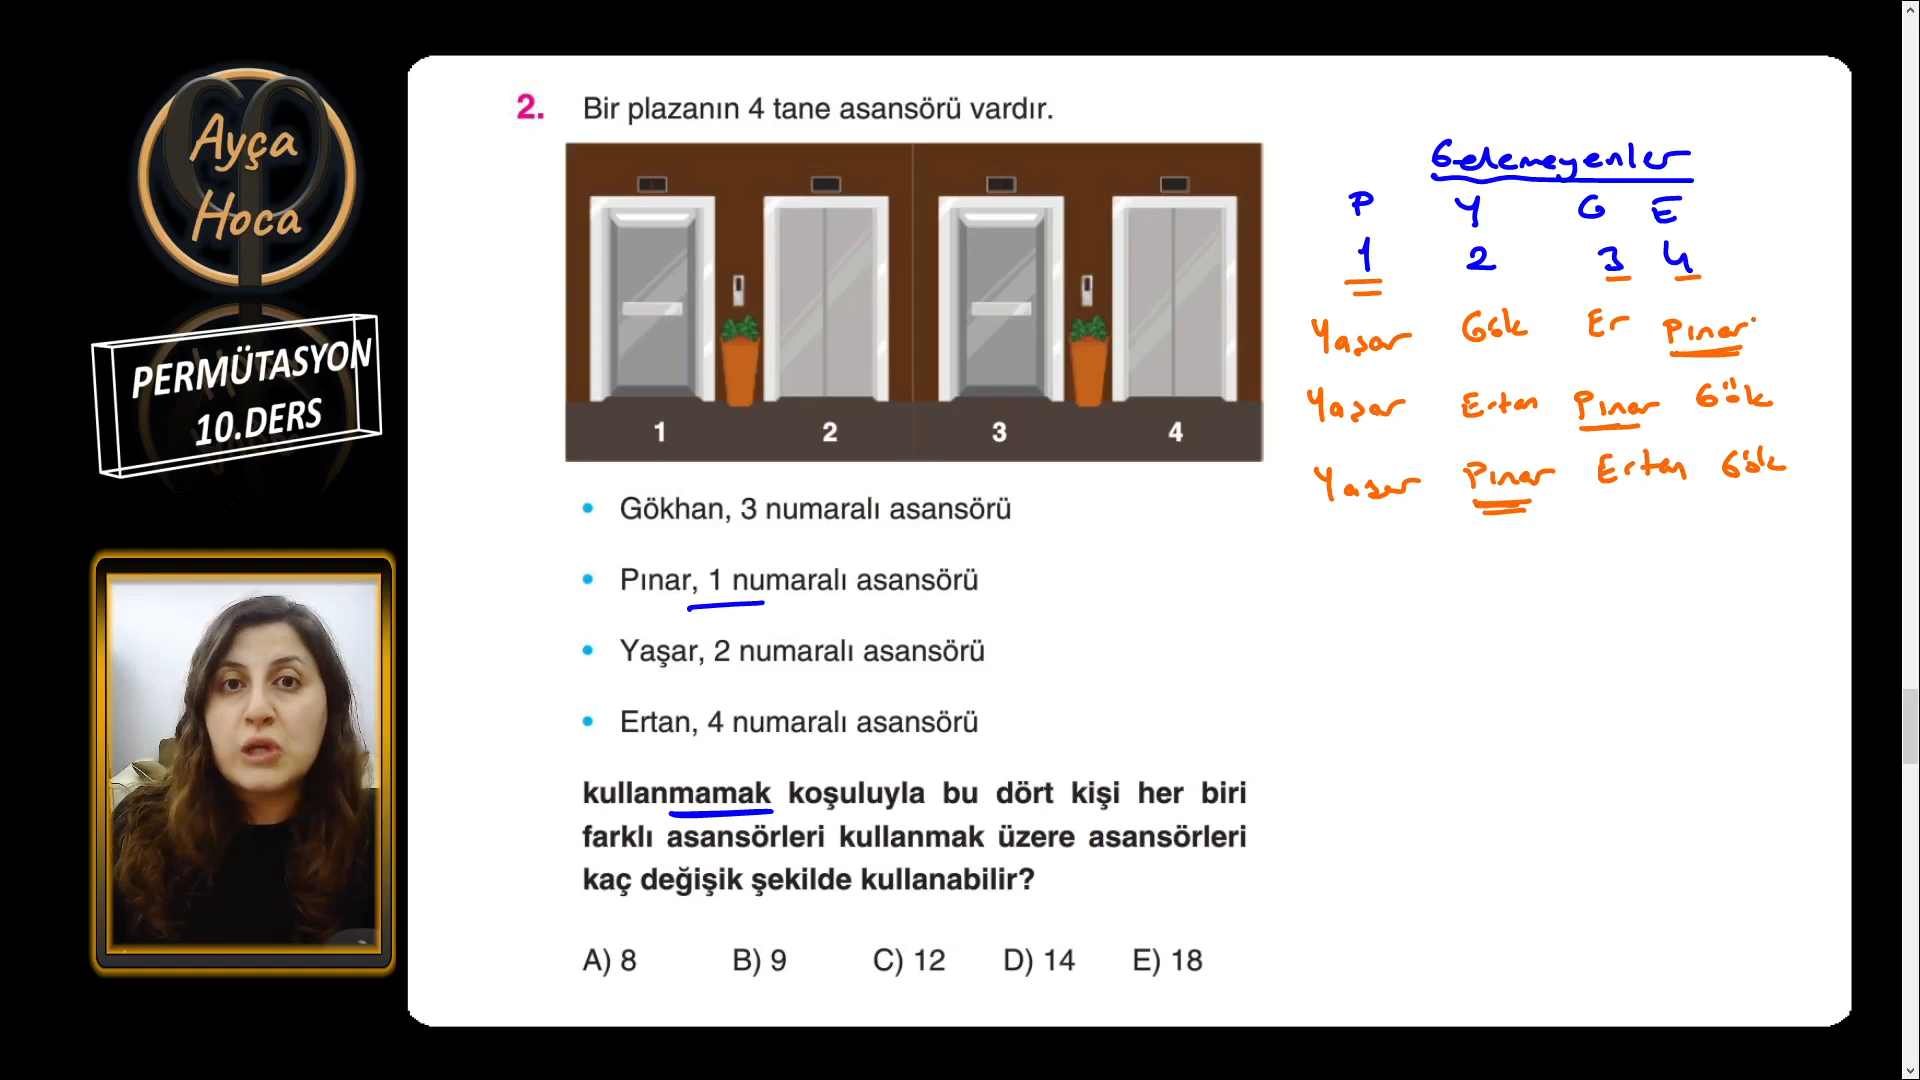 Ayça
Hoca
PERMÜTASYON
10.DERS
2. Bir plazanın 4 tane asansörü vardır.
1 2 3 4
• Gökhan, 3 numaralı asansörü
• Pınar, 1 numaralı asansörü
• Yaşar, 2 numaralı asansörü
• Ertan, 4 numaralı asansörü
kullanmamak koşuluyla bu dört kişi her biri
farklı asansörleri kullanmak üzere asansörleri
kaç değişik şekilde kullanabilir?
A) 8 B) 9 C) 12 D) 14 E) 18
Gelemeyenler
P Y G E
1 2 3 4
Yaşar Gök Er Pınar
Yaşar Ertan Pınar Gök
Yaşar Pınar Ertan Gök